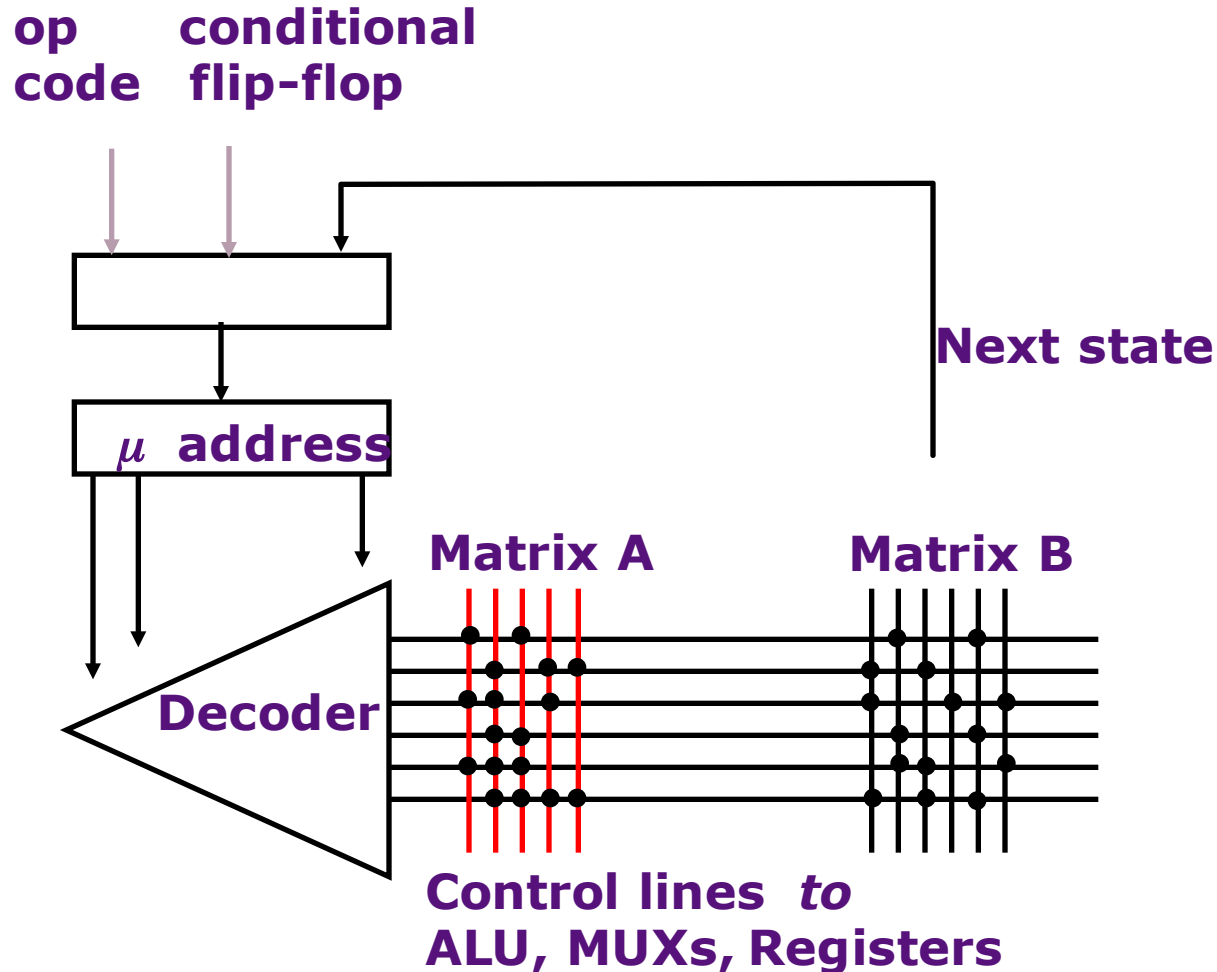 op conditional
code flip-flop
Next state
μ address
Matrix A Matrix B
Decoder
Control lines to
ALU, MUXs, Registers